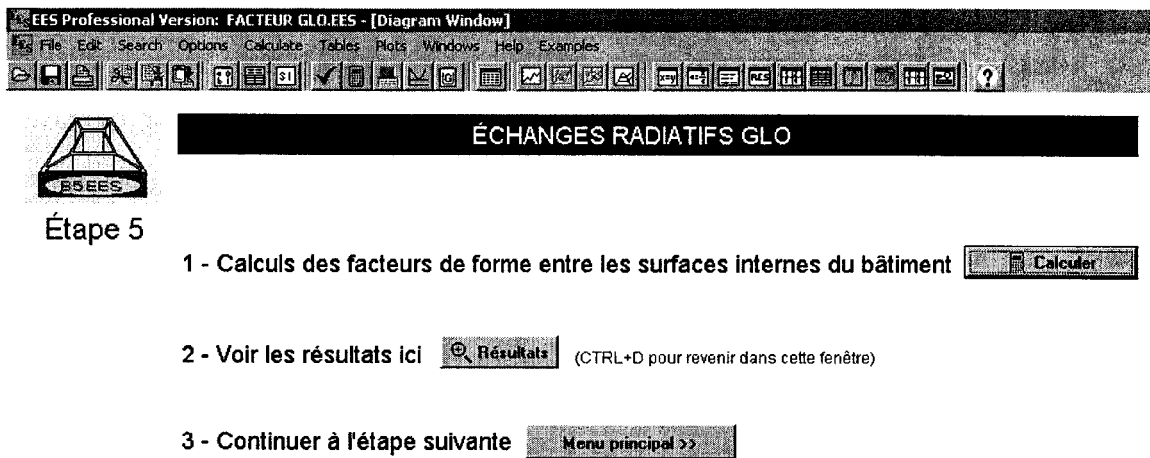 EES Professional Version: FACTEUR GLO.EES - [Diagram Window]
File Edit Search Options Calculate Tables Plots Windows Help Examples
ÉCHANGES RADIATIFS GLO
Étape 5
1 - Calculs des facteurs de forme entre les surfaces internes du bâtiment Calculer
2 - Voir les résultats ici Résultats (CTRL+D pour revenir dans cette fenêtre)
3 - Continuer à l'étape suivante Menu principal >>